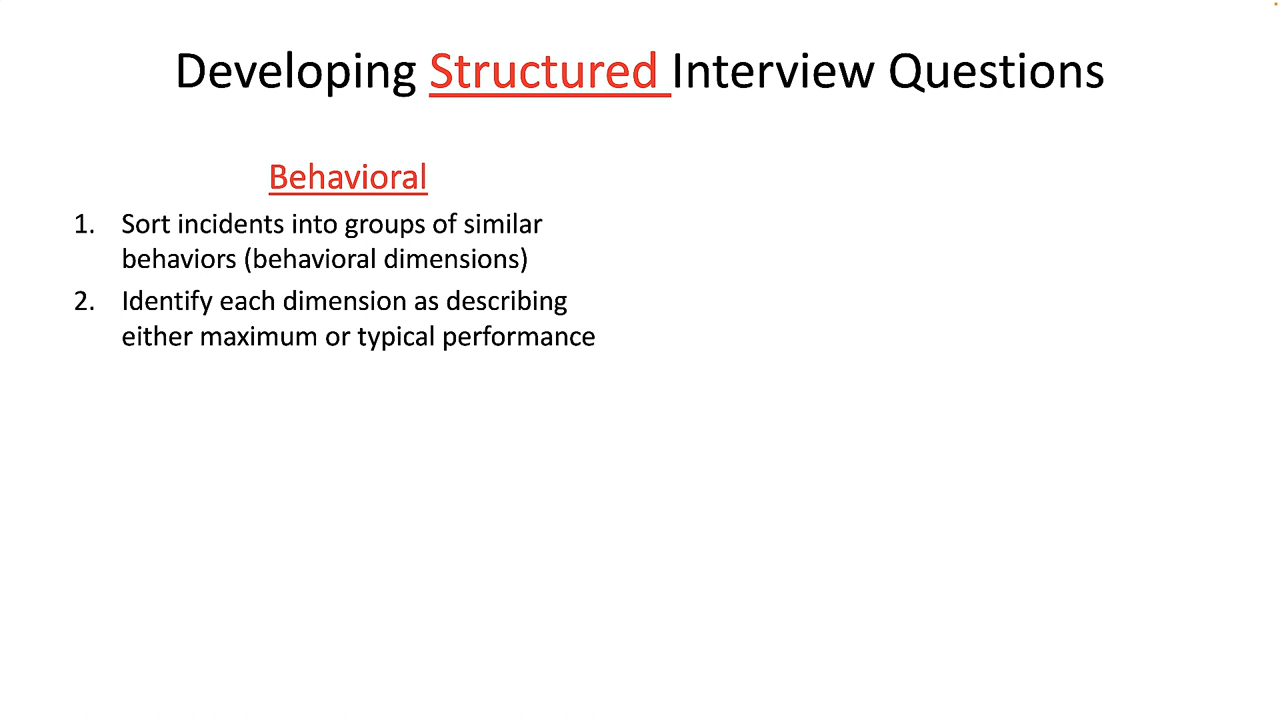 Developing Structured Interview Questions
Behavioral
1. Sort incidents into groups of similar
behaviors (behavioral dimensions)
2. Identify each dimension as describing
either maximum or typical performance